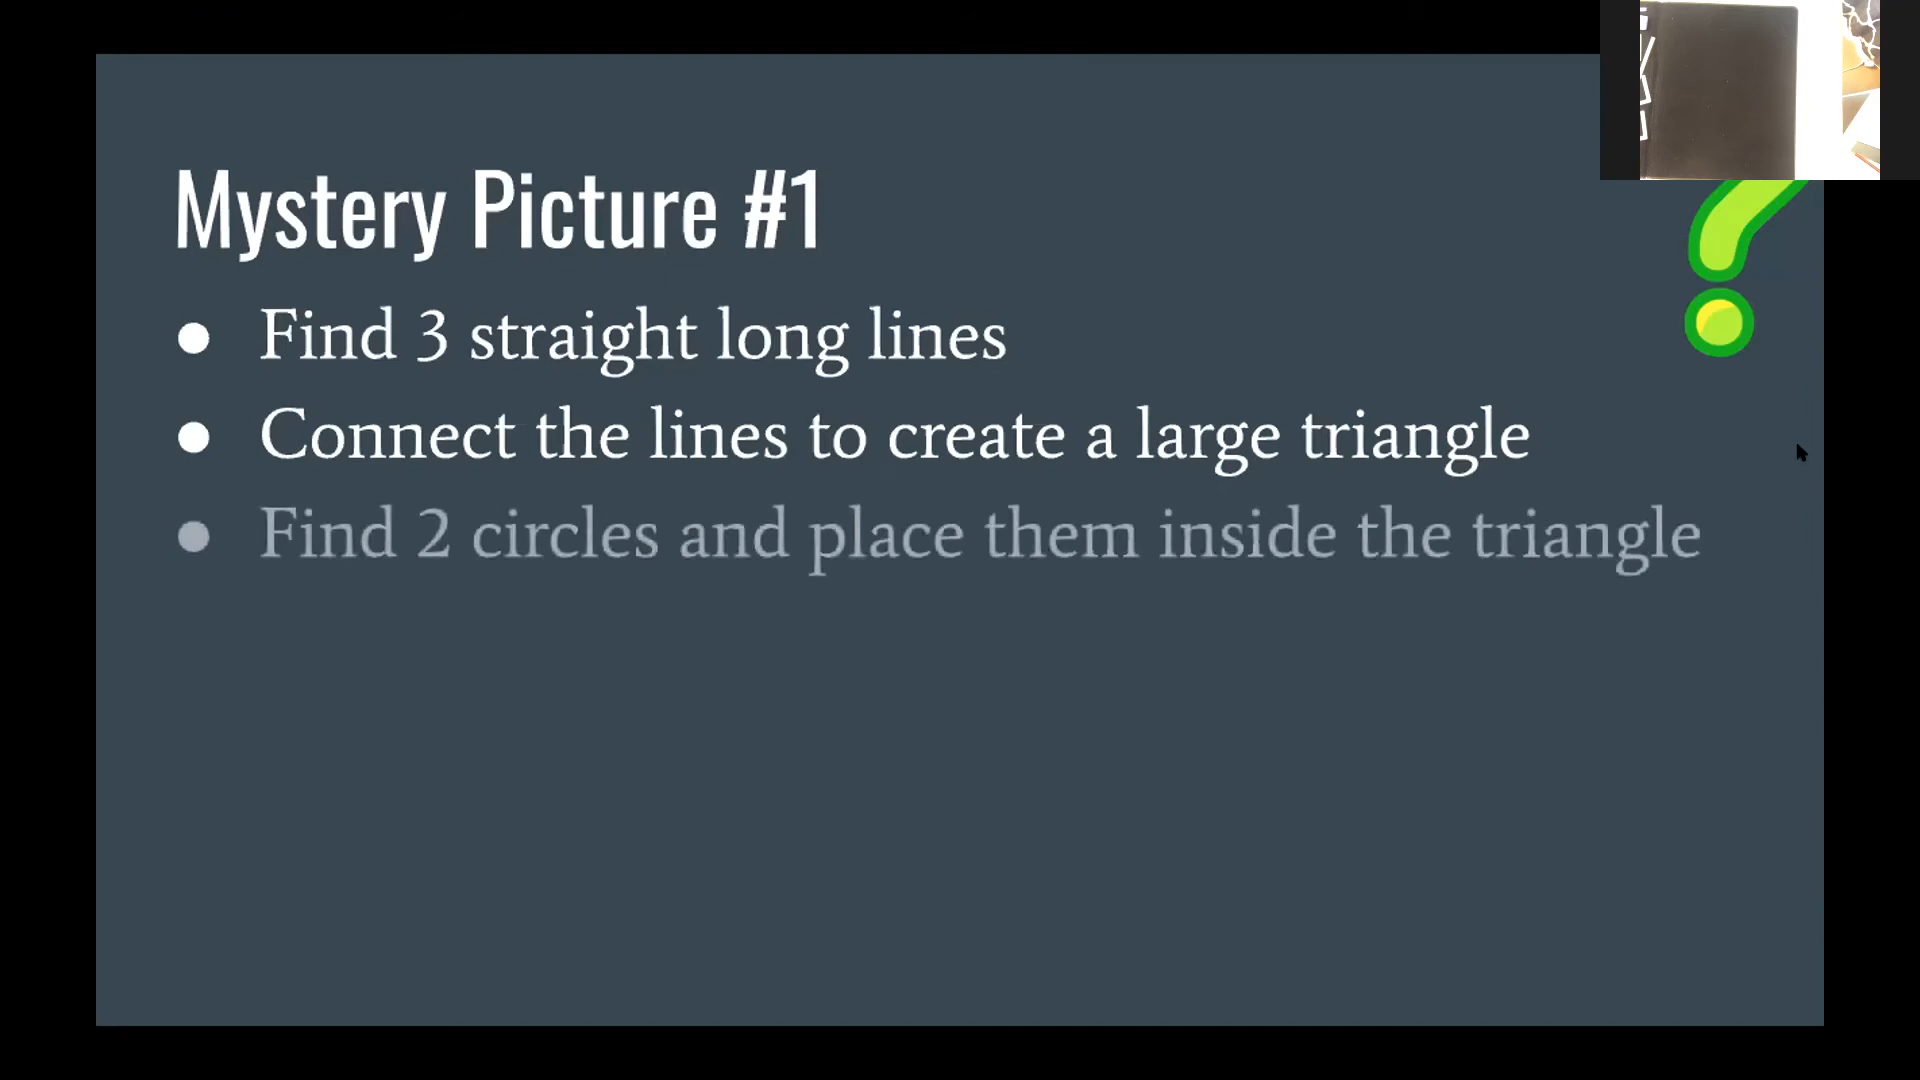 Mystery Picture #1
Find 3 straight long lines
Connect the lines to create a large triangle
Find 2 circles and place them inside the triangle